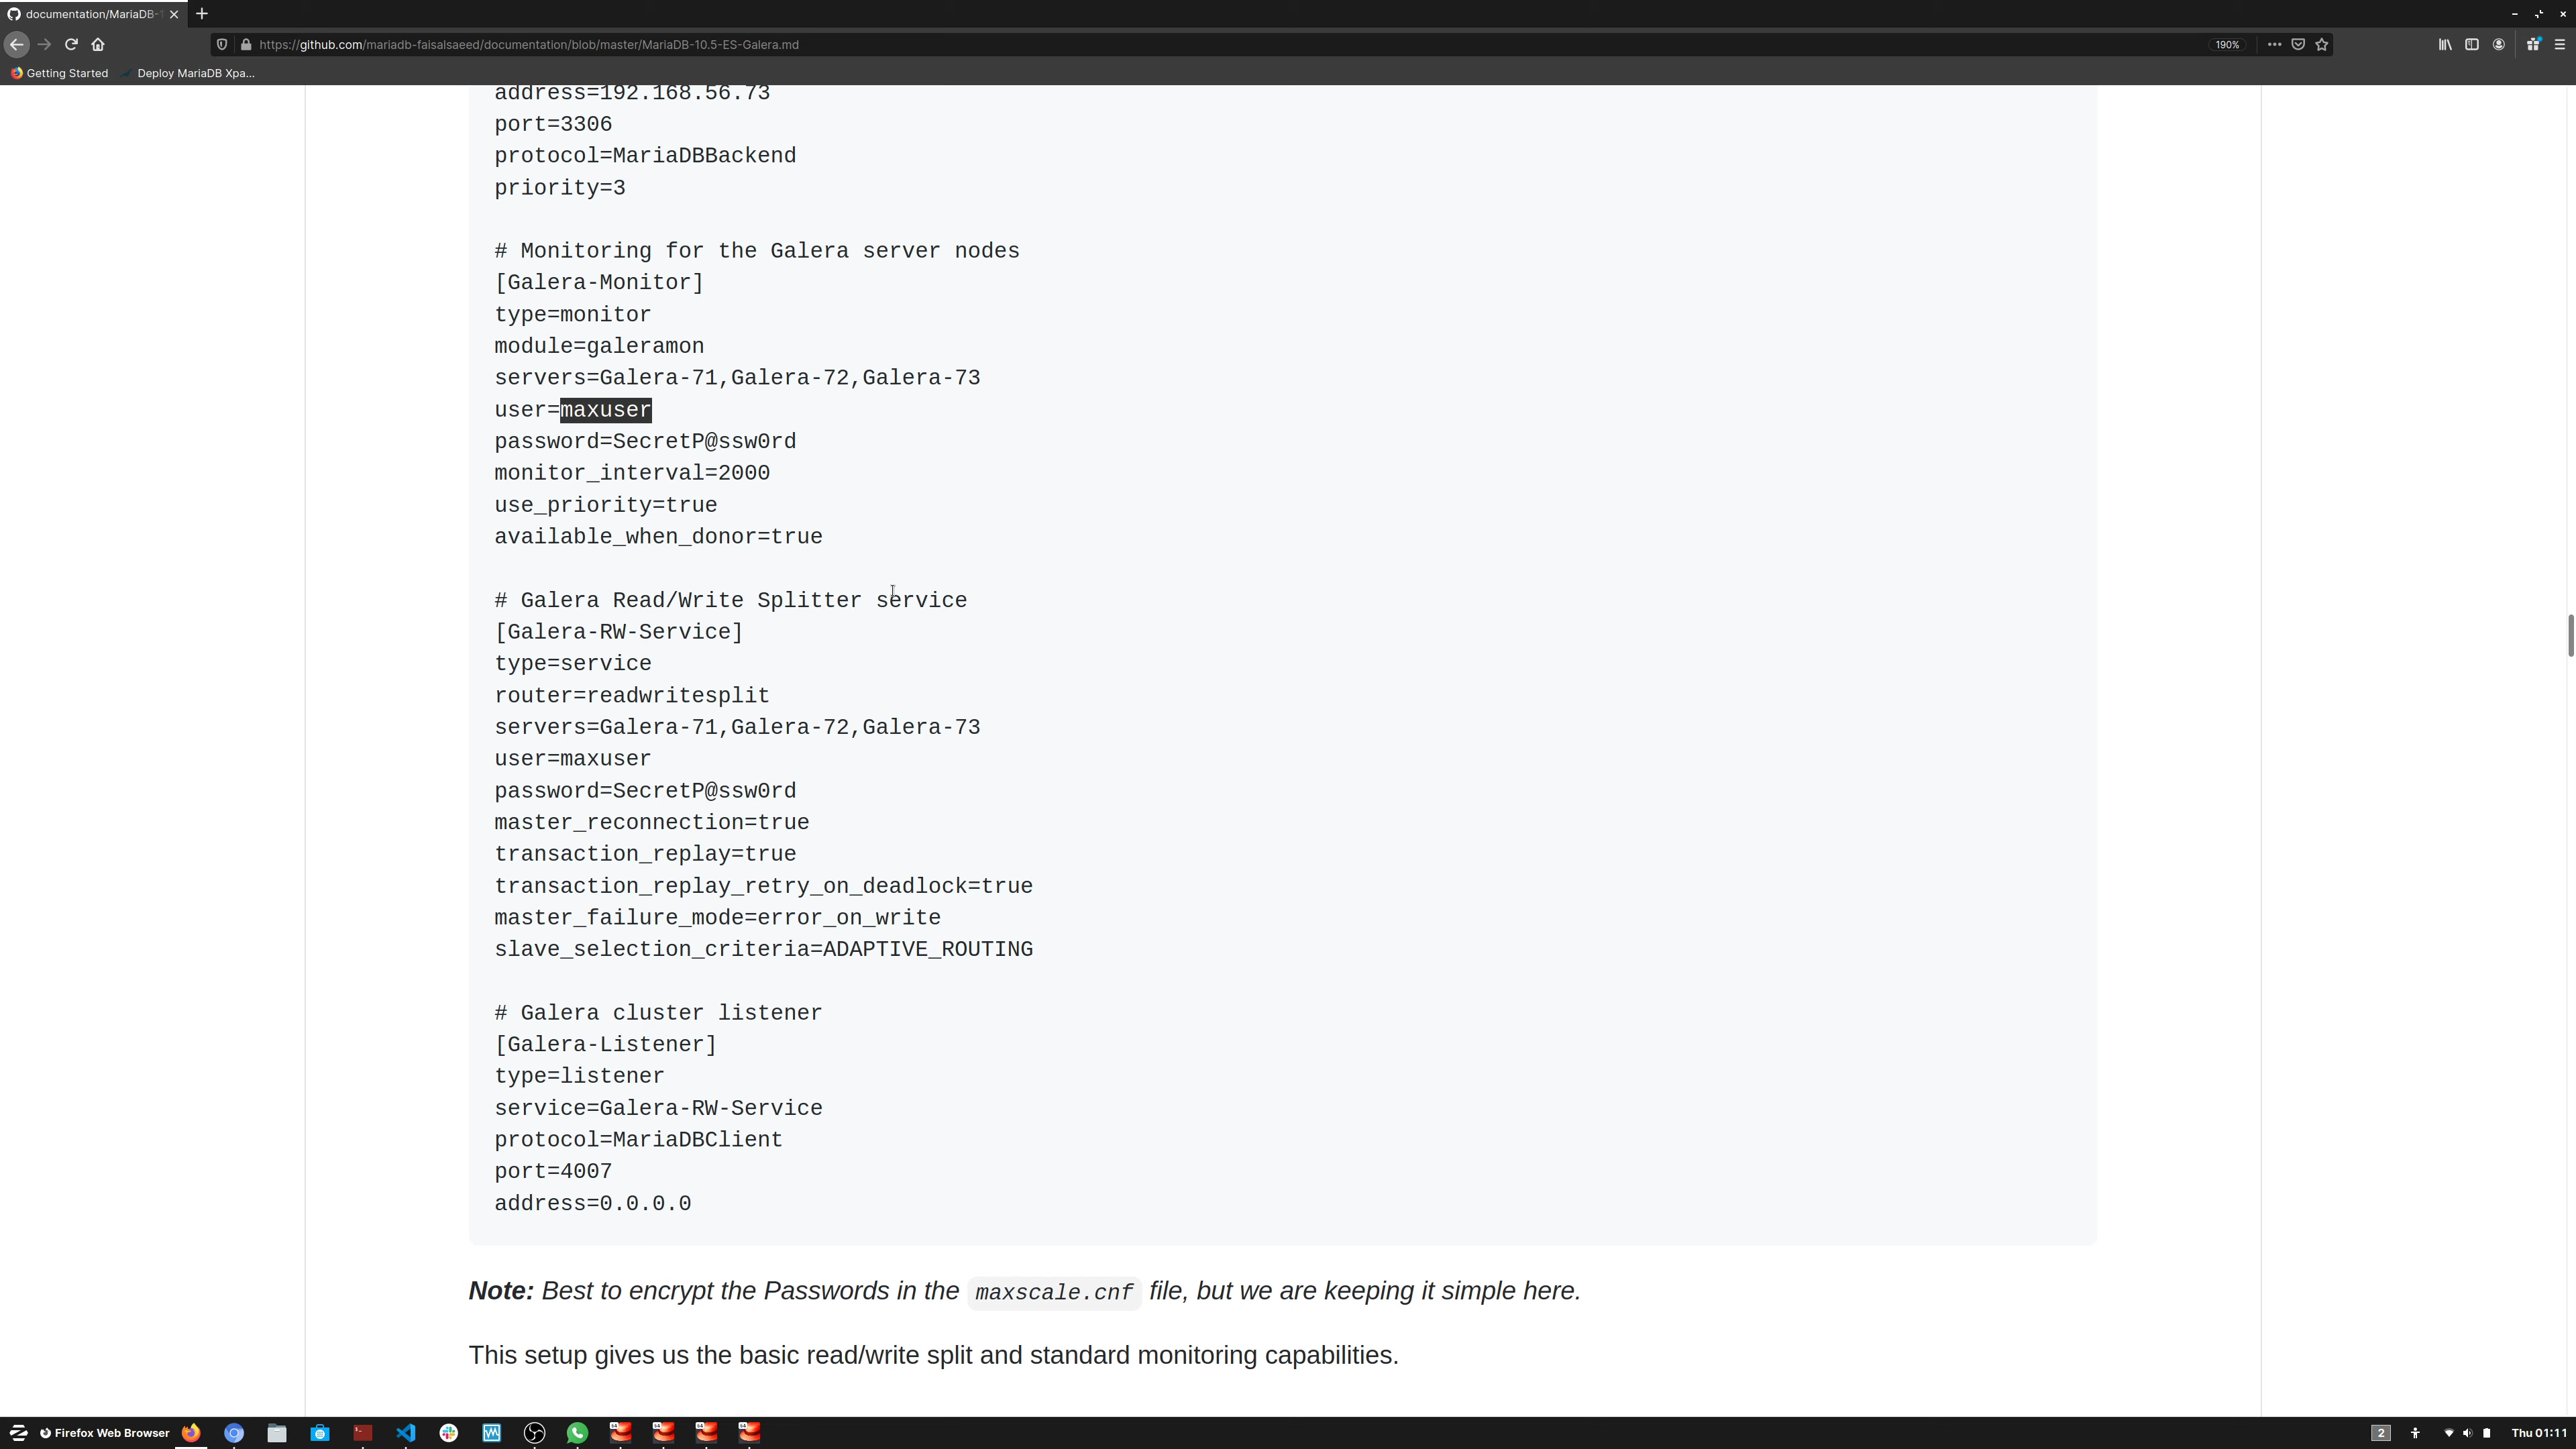 documentation/MariaDB-1
https://github.com/mariadb-faisalsaeed/documentation/blob/master/MariaDB-10.5-ES-Galera.md
190%
Getting Started
Deploy MariaDB Xpa...
address=192.168.56.73
port=3306
protocol=MariaDBBackend
priority=3
# Monitoring for the Galera server nodes
[Galera-Monitor]
type=monitor
module=galeramon
servers=Galera-71,Galera-72,Galera-73
user=maxuser
password=SecretP@ssw0rd
monitor_interval=2000
use_priority=true
available_when_donor=true
# Galera Read/Write Splitter service
[Galera-RW-Service]
type=service
router=readwritesplit
servers=Galera-71,Galera-72,Galera-73
user=maxuser
password=SecretP@ssw0rd
master_reconnection=true
transaction_replay=true
transaction_replay_retry_on_deadlock=true
master_failure_mode=error_on_write
slave_selection_criteria=ADAPTIVE_ROUTING
# Galera cluster listener
[Galera-Listener]
type=listener
service=Galera-RW-Service
protocol=MariaDBClient
port=4007
address=0.0.0.0
Note: Best to encrypt the Passwords in the maxscale.cnf file, but we are keeping it simple here.
This setup gives us the basic read/write split and standard monitoring capabilities.
Firefox Web Browser
2
Thu 01:11